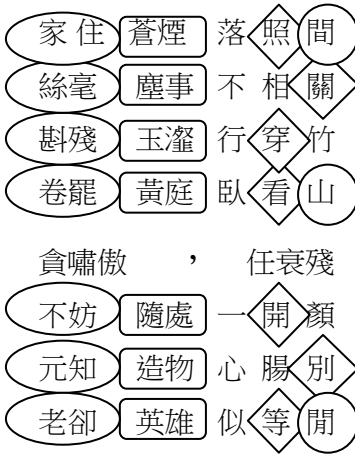 家住蒼煙落照間
絲毫塵事不相關
斟殘玉瀣行穿竹
卷罷黃庭臥看山
貪嘯傲，任衰殘
不妨隨處一開顏
元知造物心腸別
老卻英雄似等閒